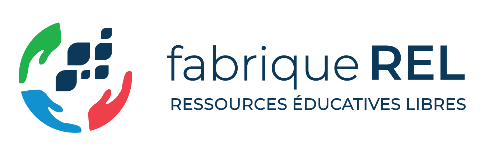 fabrique REL
RESSOURCES ÉDUCATIVES LIBRES